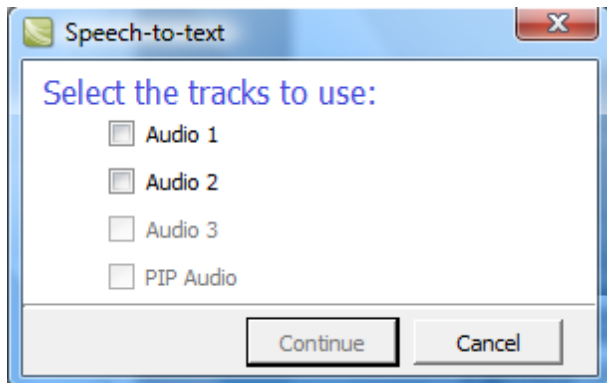 Speech-to-text
Select the tracks to use:
Audio 1
Audio 2
Audio 3
PIP Audio
Continue Cancel